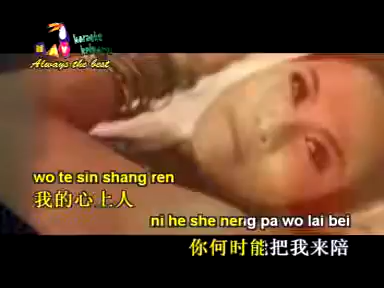 karaoke
Always the best
wo te sin shang ren
我的心上人
ni he she neng pa wo lai bei
你何时能把我来陪